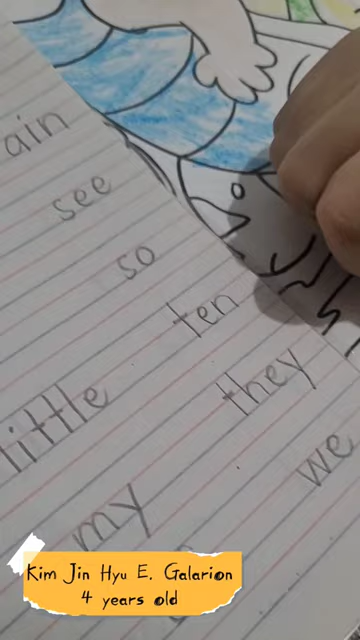 ain
see
so
ten
little
they
my
we
Kim Jin Hyu E. Galarion
4 years old